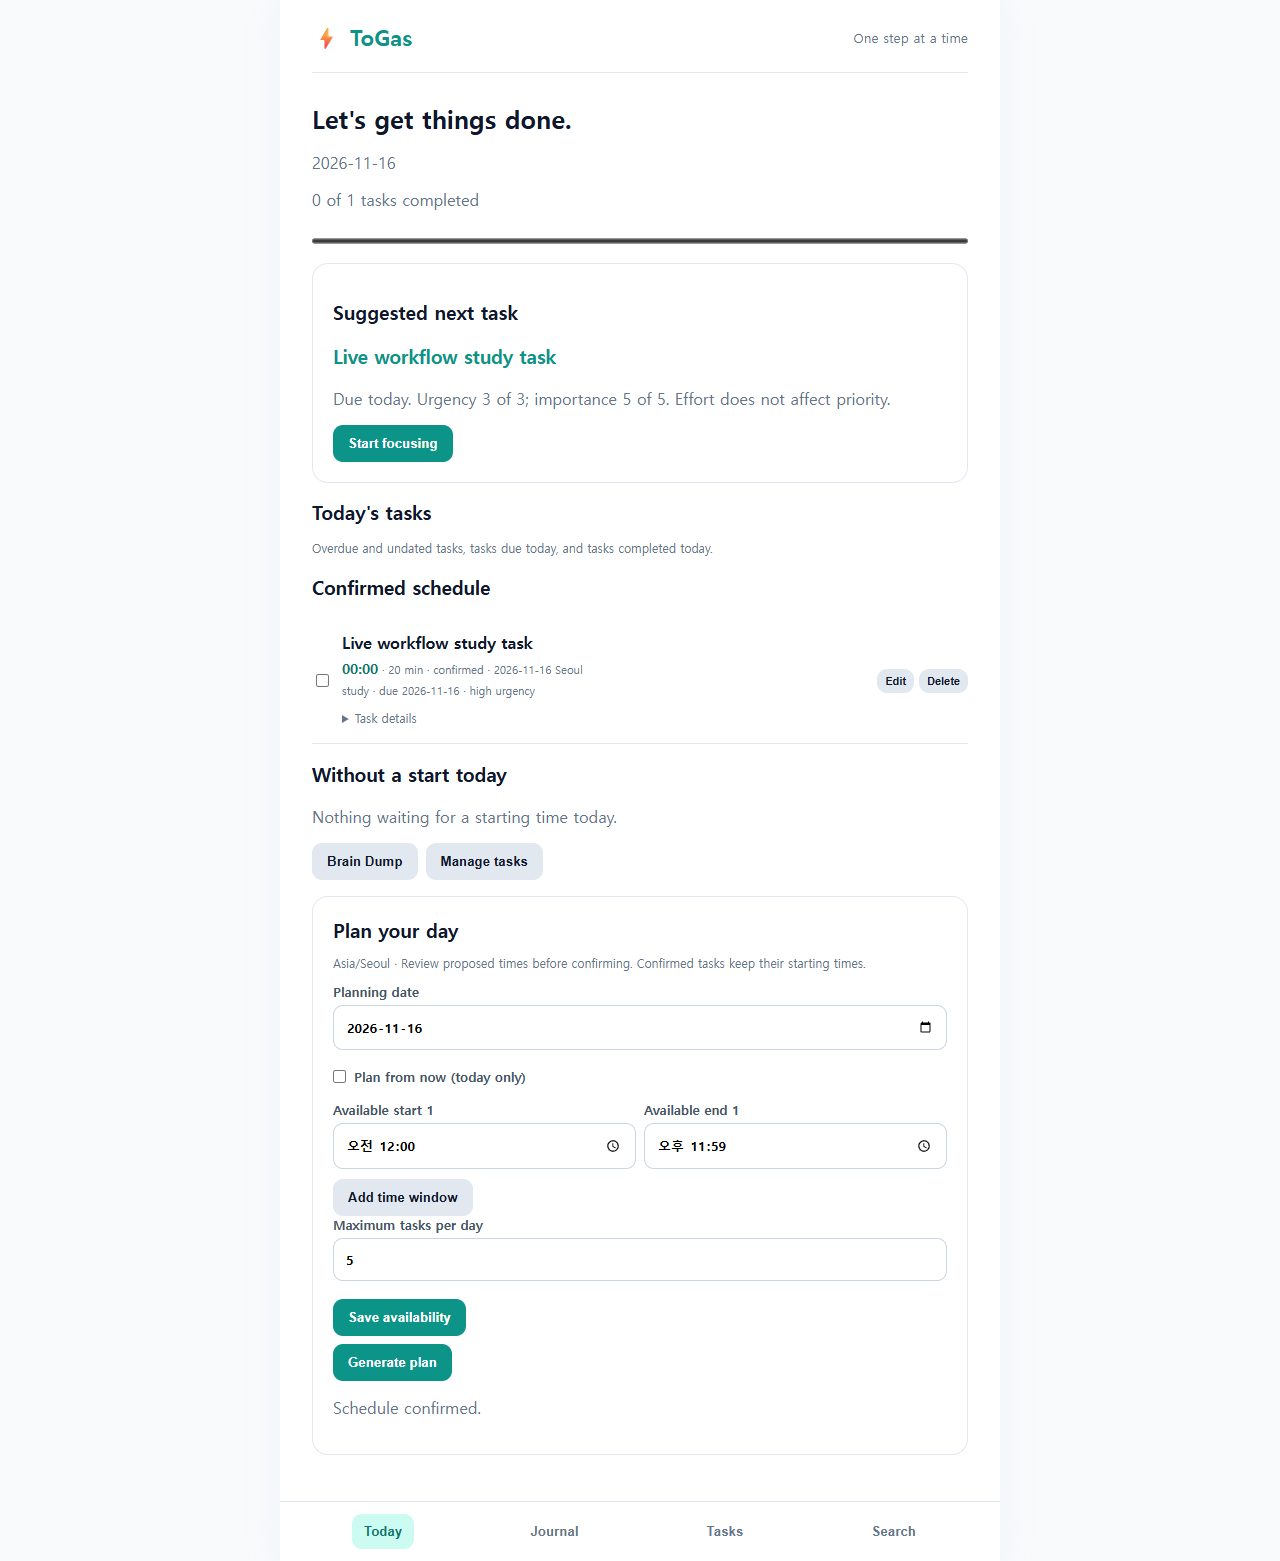 ToGas
One step at a time
Let's get things done.
2026-11-16
0 of 1 tasks completed
Suggested next task
Live workflow study task
Due today. Urgency 3 of 3; importance 5 of 5. Effort does not affect priority.
Start focusing
Today's tasks
Overdue and undated tasks, tasks due today, and tasks completed today.
Confirmed schedule
Live workflow study task
00:00 · 20 min · confirmed · 2026-11-16 Seoul
study · due 2026-11-16 · high urgency
Task details
Edit
Delete
Without a start today
Nothing waiting for a starting time today.
Brain Dump
Manage tasks
Plan your day
Asia/Seoul · Review proposed times before confirming. Confirmed tasks keep their starting times.
Planning date
2026-11-16
Plan from now (today only)
Available start 1
Available end 1
오전 12:00
오후 11:59
Add time window
Maximum tasks per day
5
Save availability
Generate plan
Schedule confirmed.
Today
Journal
Tasks
Search